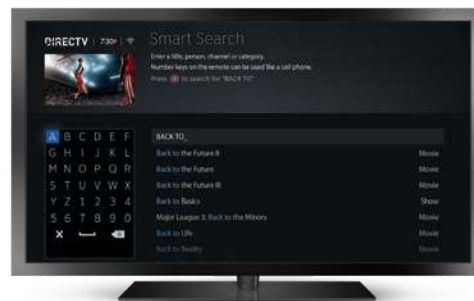 DIRECTV 7:30p
Smart Search
Enter a title, person, channel or category.
Number keys on the remote can be used like a cell phone.
Press to search for "BACK TO"
A B C D E F
G H I J K L
M N O P Q R
S T U V W X
Y Z 1 2 3 4
5 6 7 8 9 0
BACK TO_
Back to the Future II Movie
Back to the Future Movie
Back to the Future III Movie
Back to Basics Show
Major League 3: Back to the Minors Movie
Back to Life Movie
Back to Reality Movie